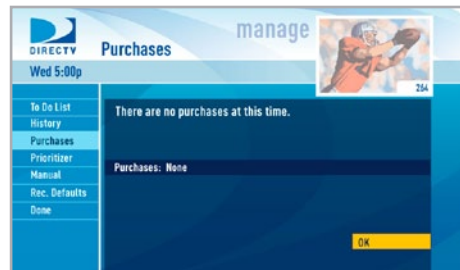 manage
DIRECTV
Purchases
Wed 5:00p
264
To Do List
History
Purchases
Prioritizer
Manual
Rec. Defaults
Done
There are no purchases at this time.
Purchases: None
OK